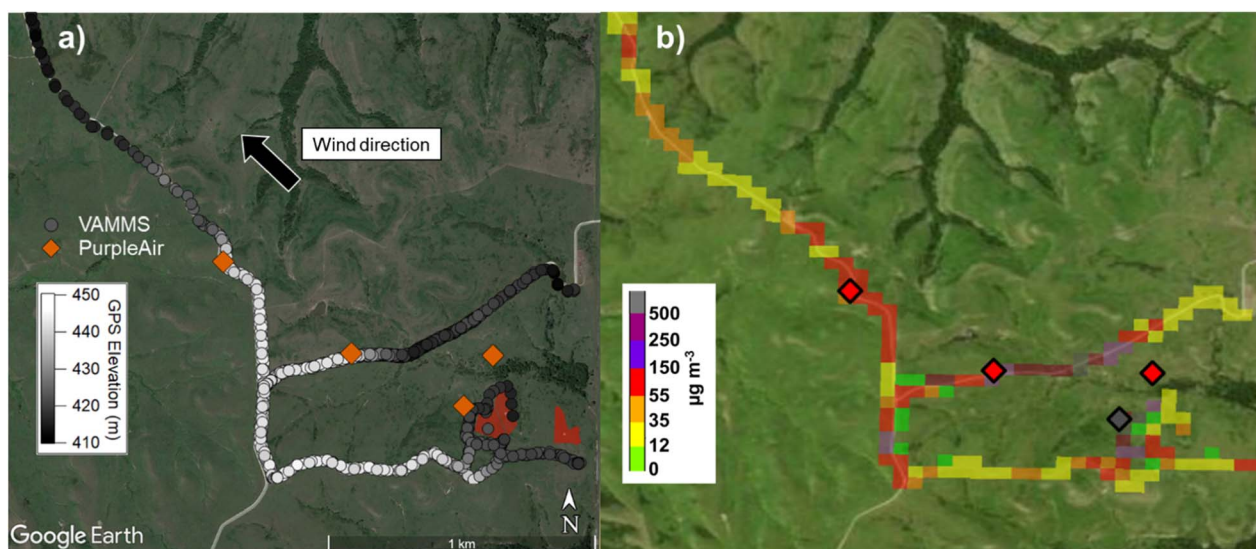 a)
Wind direction
VAMMS
PurpleAir
450
440
430
420
410
GPS Elevation (m)
Google Earth
1 km
N
b)
500
250
150
55
35
12
0
µg m⁻³